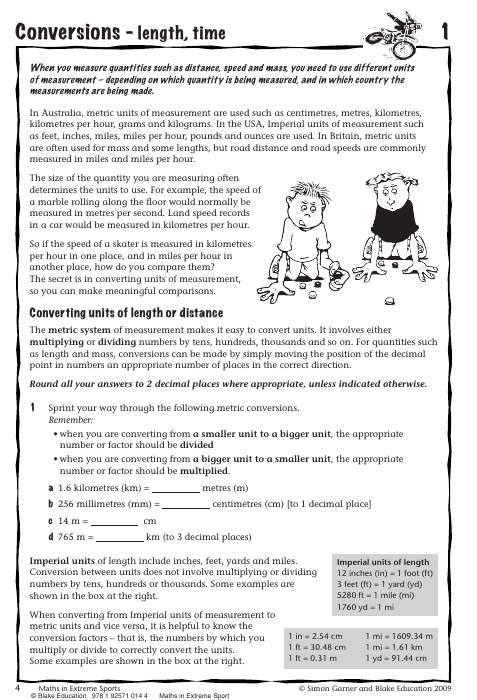 Conversions - length, time
1
When you measure quantities such as distance, speed and mass, you need to use different units
of measurement – depending on which quantity is being measured, and in which country the
measurements are being made.
In Australia, metric units of measurement are used such as centimetres, metres, kilometres,
kilometres per hour, grams and kilograms. In the USA, Imperial units of measurement such
as feet, inches, miles, miles per hour, pounds and ounces are used. In Britain, metric units
are often used for mass and some lengths, but road distance and road speeds are commonly
measured in miles and miles per hour.
The size of the quantity you are measuring often
determines the units to use. For example, the speed of
a marble rolling along the floor would normally be
measured in metres per second. Land speed records
in a car would be measured in kilometres per hour.
So if the speed of a skater is measured in kilometres
per hour in one place, and in miles per hour in
another place, how do you compare them?
The secret is in converting units of measurement,
so you can make meaningful comparisons.
Converting units of length or distance
The metric system of measurement makes it easy to convert units. It involves either
multiplying or dividing numbers by tens, hundreds, thousands and so on. For quantities such
as length and mass, conversions can be made by simply moving the position of the decimal
point in numbers an appropriate number of places in the correct direction.
Round all your answers to 2 decimal places where appropriate, unless indicated otherwise.
1 Sprint your way through the following metric conversions.
Remember:
• when you are converting from a smaller unit to a bigger unit, the appropriate
number or factor should be divided
• when you are converting from a bigger unit to a smaller unit, the appropriate
number or factor should be multiplied.
a 1.6 kilometres (km) = ________ metres (m)
b 256 millimetres (mm) = ________ centimetres (cm) [to 1 decimal place]
c 14 m = ________ cm
d 765 m = ________ km (to 3 decimal places)
Imperial units of length include inches, feet, yards and miles.
Conversion between units does not involve multiplying or dividing
numbers by tens, hundreds or thousands. Some examples are
shown in the box at the right.
Imperial units of length
12 inches (in) = 1 foot (ft)
3 feet (ft) = 1 yard (yd)
5280 ft = 1 mile (mi)
1760 yd = 1 mi
When converting from Imperial units of measurement to
metric units and vice versa, it is helpful to know the
conversion factors – that is, the numbers by which you
multiply or divide to correctly convert the units.
Some examples are shown in the box at the right.
1 in = 2.54 cm 1 mi = 1609.34 m
1 ft = 30.48 cm 1 mi = 1.61 km
1 ft = 0.31 m 1 yd = 91.44 cm
4 Maths in Extreme Sports © Simon Garner and Blake Education 2009
© Blake Education 978 1 92571 014 4 Maths in Extreme Sport